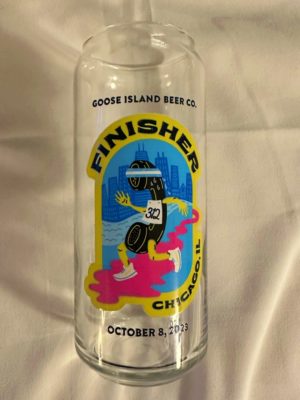 GOOSE ISLAND BEER CO.
FINISHER
312
CHICAGO, IL
OCTOBER 8, 2023